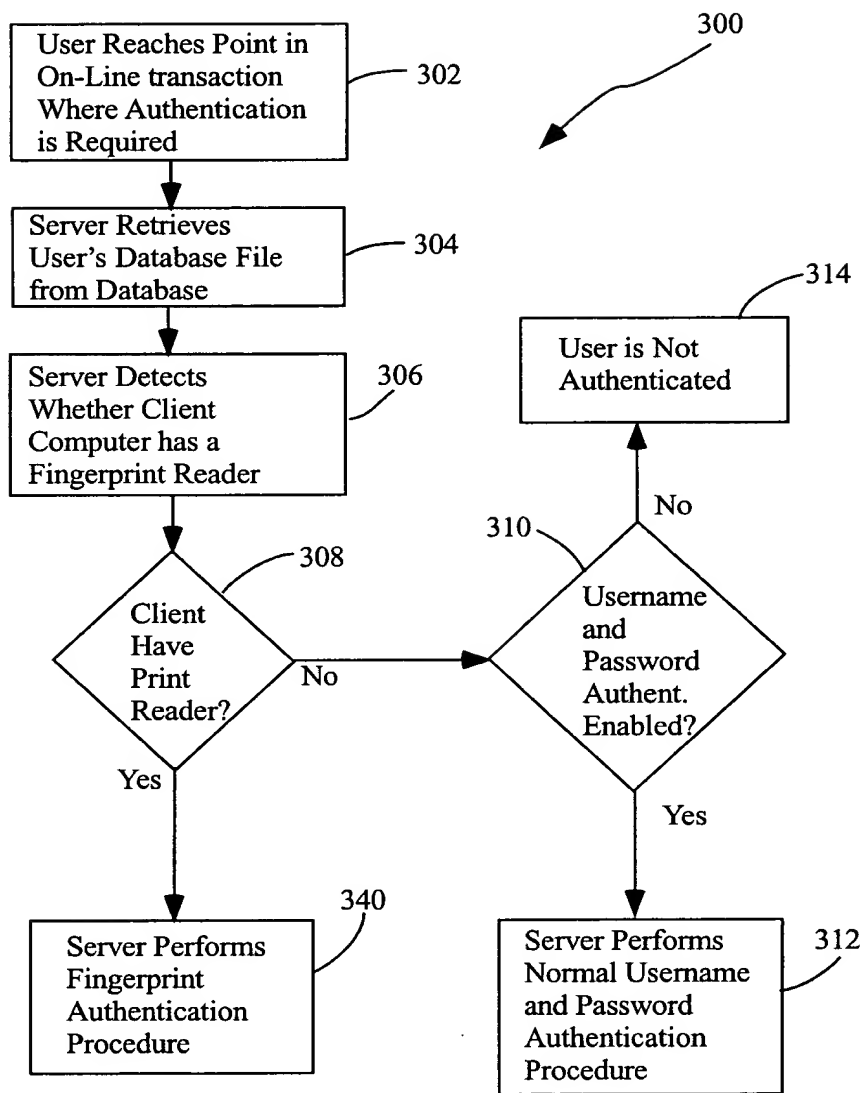 300
User Reaches Point in
On-Line transaction
Where Authentication
is Required
302
Server Retrieves
User's Database File
from Database
304
Server Detects
Whether Client
Computer has a
Fingerprint Reader
306
314
User is Not
Authenticated
No
308
Client
Have
Print
Reader?
No
Yes
310
Username
and
Password
Authent.
Enabled?
Yes
340
Server Performs
Fingerprint
Authentication
Procedure
312
Server Performs
Normal Username
and Password
Authentication
Procedure